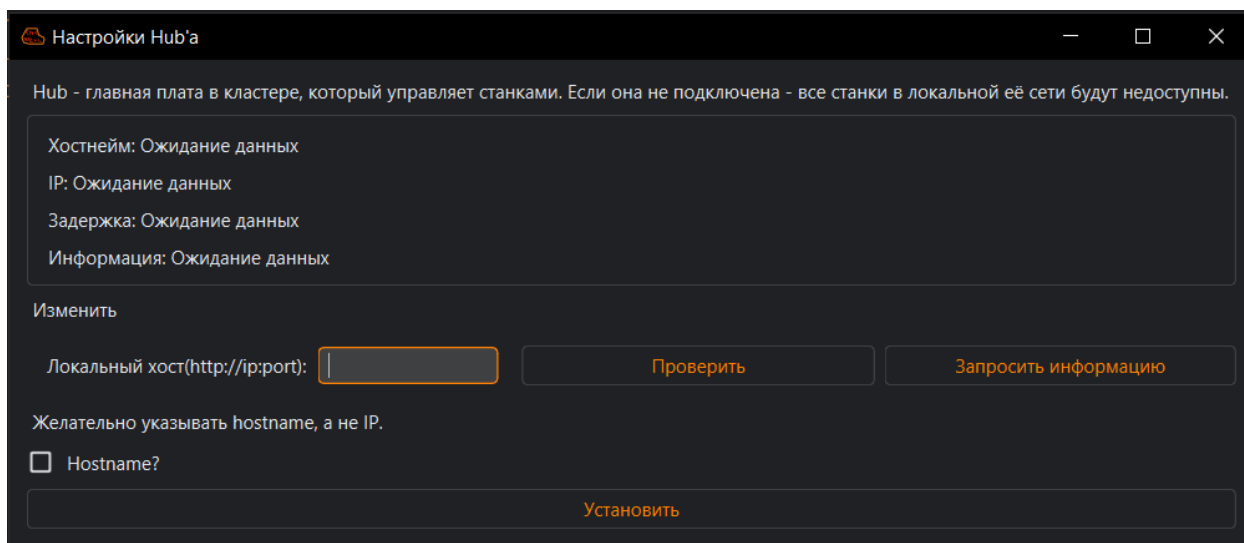 Настройки Hub'а
Hub - главная плата в кластере, который управляет станками. Если она не подключена - все станки в локальной её сети будут недоступны.
Хостнейм: Ожидание данных
IP: Ожидание данных
Задержка: Ожидание данных
Информация: Ожидание данных
Изменить
Локальный хост(http://ip:port):
Проверить
Запросить информацию
Желательно указывать hostname, а не IP.
Hostname?
Установить